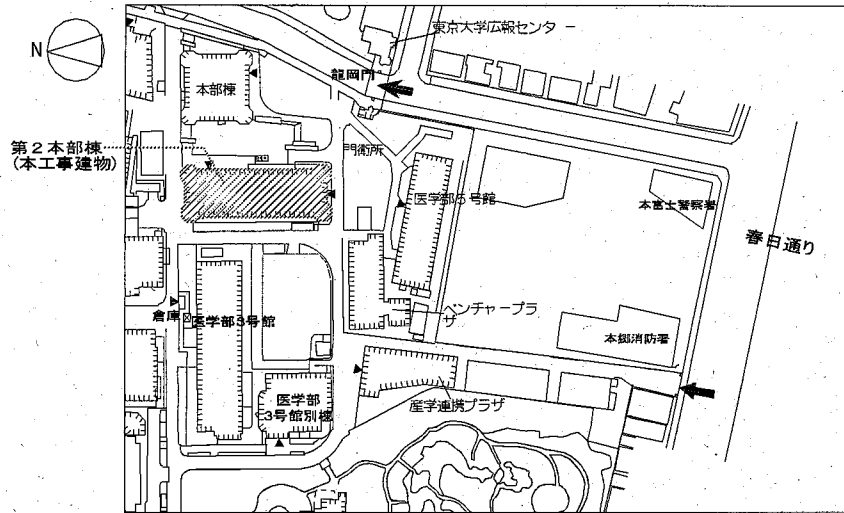 東京大学広報センター
N
龍岡門
本部棟
第2本部棟
(本工事建物)
門衛所
医学部5号館
本富士警察署
春日通り
倉庫
医学部3号館
ベンチャープラ
ザ
本郷消防署
医学部
3号館別棟
産学連携プラザ